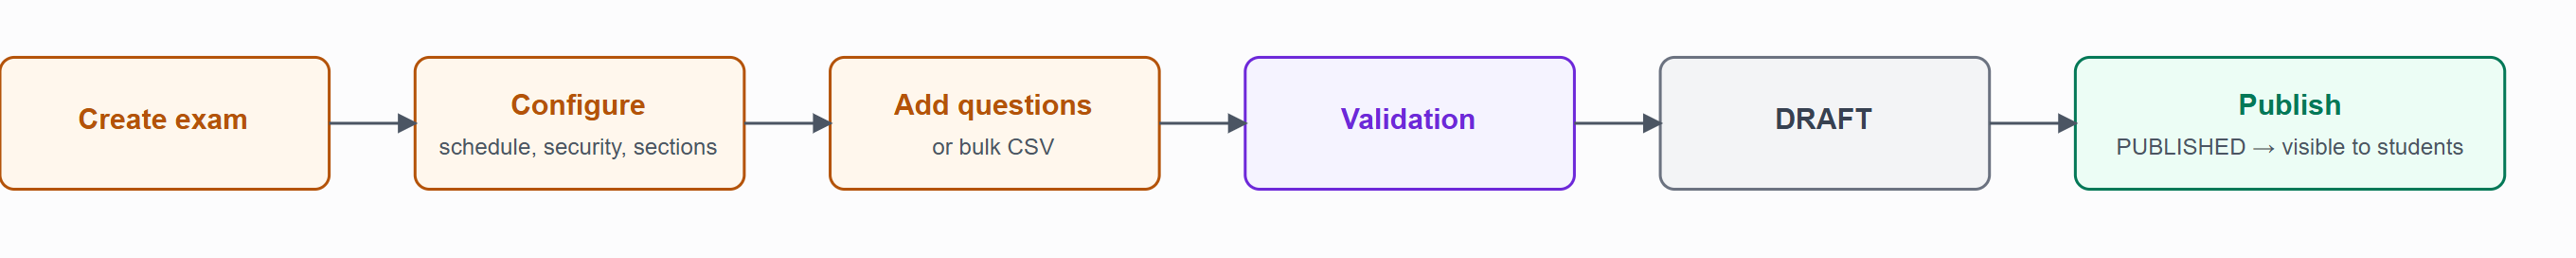 Create exam
Configure
schedule, security, sections
Add questions
or bulk CSV
Validation
DRAFT
Publish
PUBLISHED → visible to students